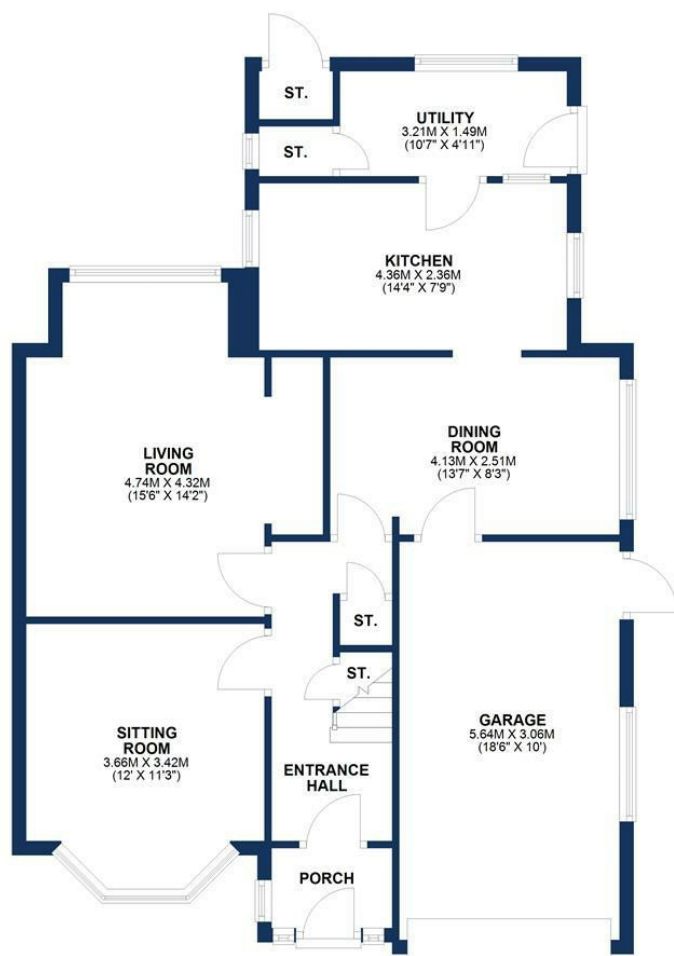 ST.
UTILITY
3.21M X 1.49M
(10'7" X 4'11")
ST.
KITCHEN
4.36M X 2.36M
(14'4" X 7'9")
LIVING
ROOM
4.74M X 4.32M
(15'6" X 14'2")
DINING
ROOM
4.13M X 2.51M
(13'7" X 8'3")
ST.
ST.
SITTING
ROOM
3.66M X 3.42M
(12' X 11'3")
GARAGE
5.64M X 3.06M
(18'6" X 10')
ENTRANCE
HALL
PORCH